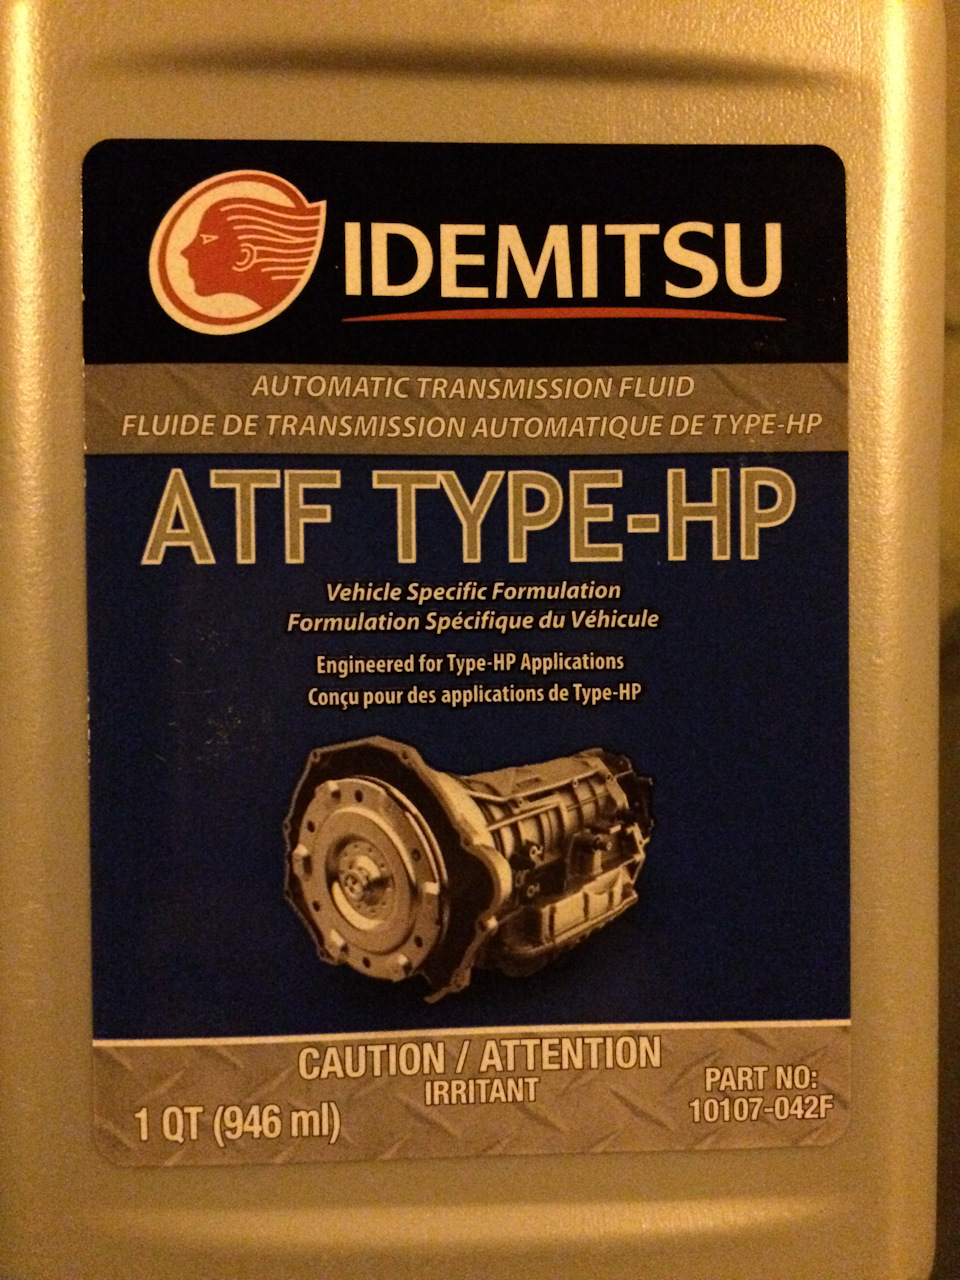 IDEMITSU
AUTOMATIC TRANSMISSION FLUID
FLUIDE DE TRANSMISSION AUTOMATIQUE DE TYPE-HP
ATF TYPE-HP
Vehicle Specific Formulation
Formulation Spécifique du Véhicule
Engineered for Type-HP Applications
Conçu pour des applications de Type-HP
CAUTION / ATTENTION
IRRITANT
1 QT (946 ml)
PART NO:
10107-042F